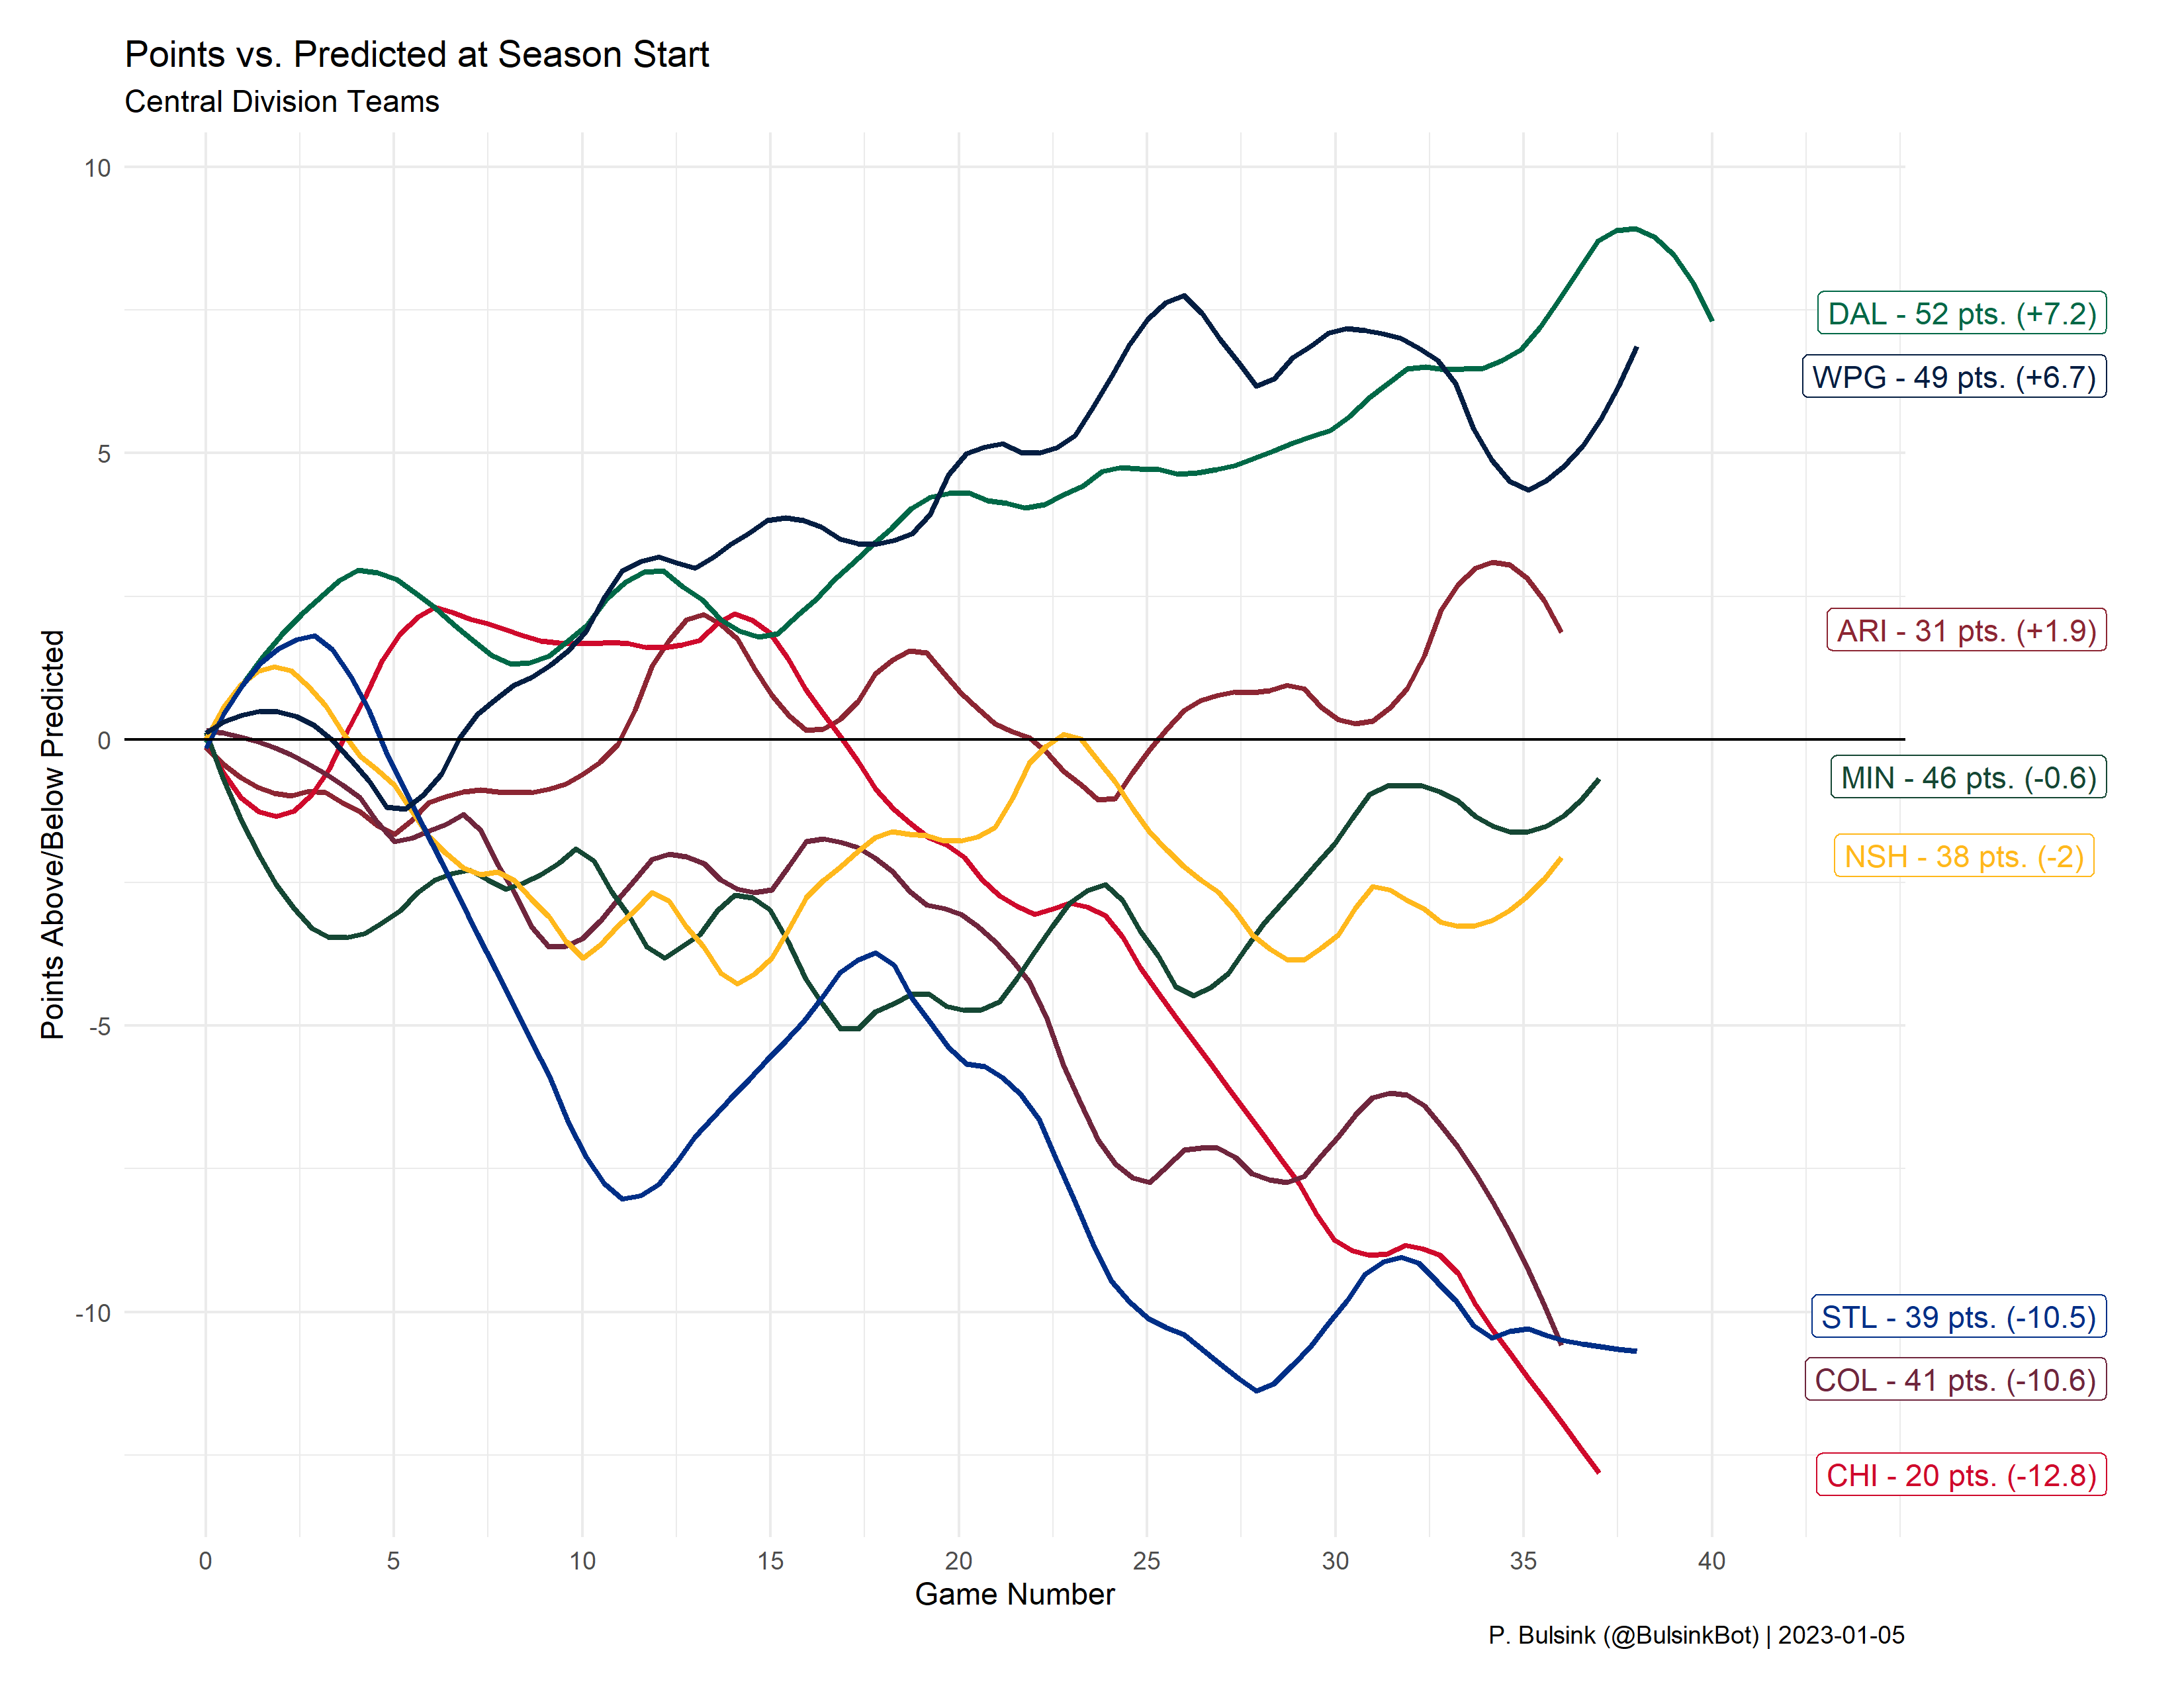 Points vs. Predicted at Season Start
Central Division Teams
Points Above/Below Predicted
10
5
0
-5
-10
DAL - 52 pts. (+7.2)
WPG - 49 pts. (+6.7)
ARI - 31 pts. (+1.9)
MIN - 46 pts. (-0.6)
NSH - 38 pts. (-2)
STL - 39 pts. (-10.5)
COL - 41 pts. (-10.6)
CHI - 20 pts. (-12.8)
0 5 10 15 20 25 30 35 40
Game Number
P. Bulsink (@BulsinkBot) | 2023-01-05